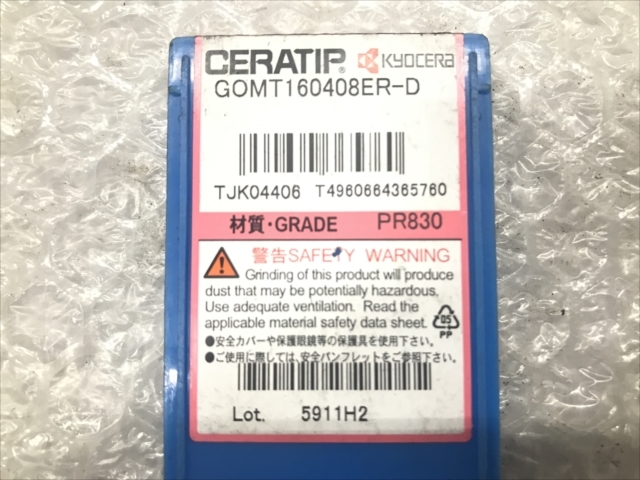 CERATIP® KYOCERA
GOMT160408ER-D
TJK04406 T4960664365760
材質・GRADE PR830
警告SAFETY WARNING
Grinding of this product will produce
dust that may be potentially hazardous.
Use adequate ventilation. Read the
applicable material safety data sheet.
05
PP
●安全カバーや保護眼鏡等の保護具を使用下さい。
●ご使用に際しては、安全パンフレットをご参照下さい。
Lot. 5911H2